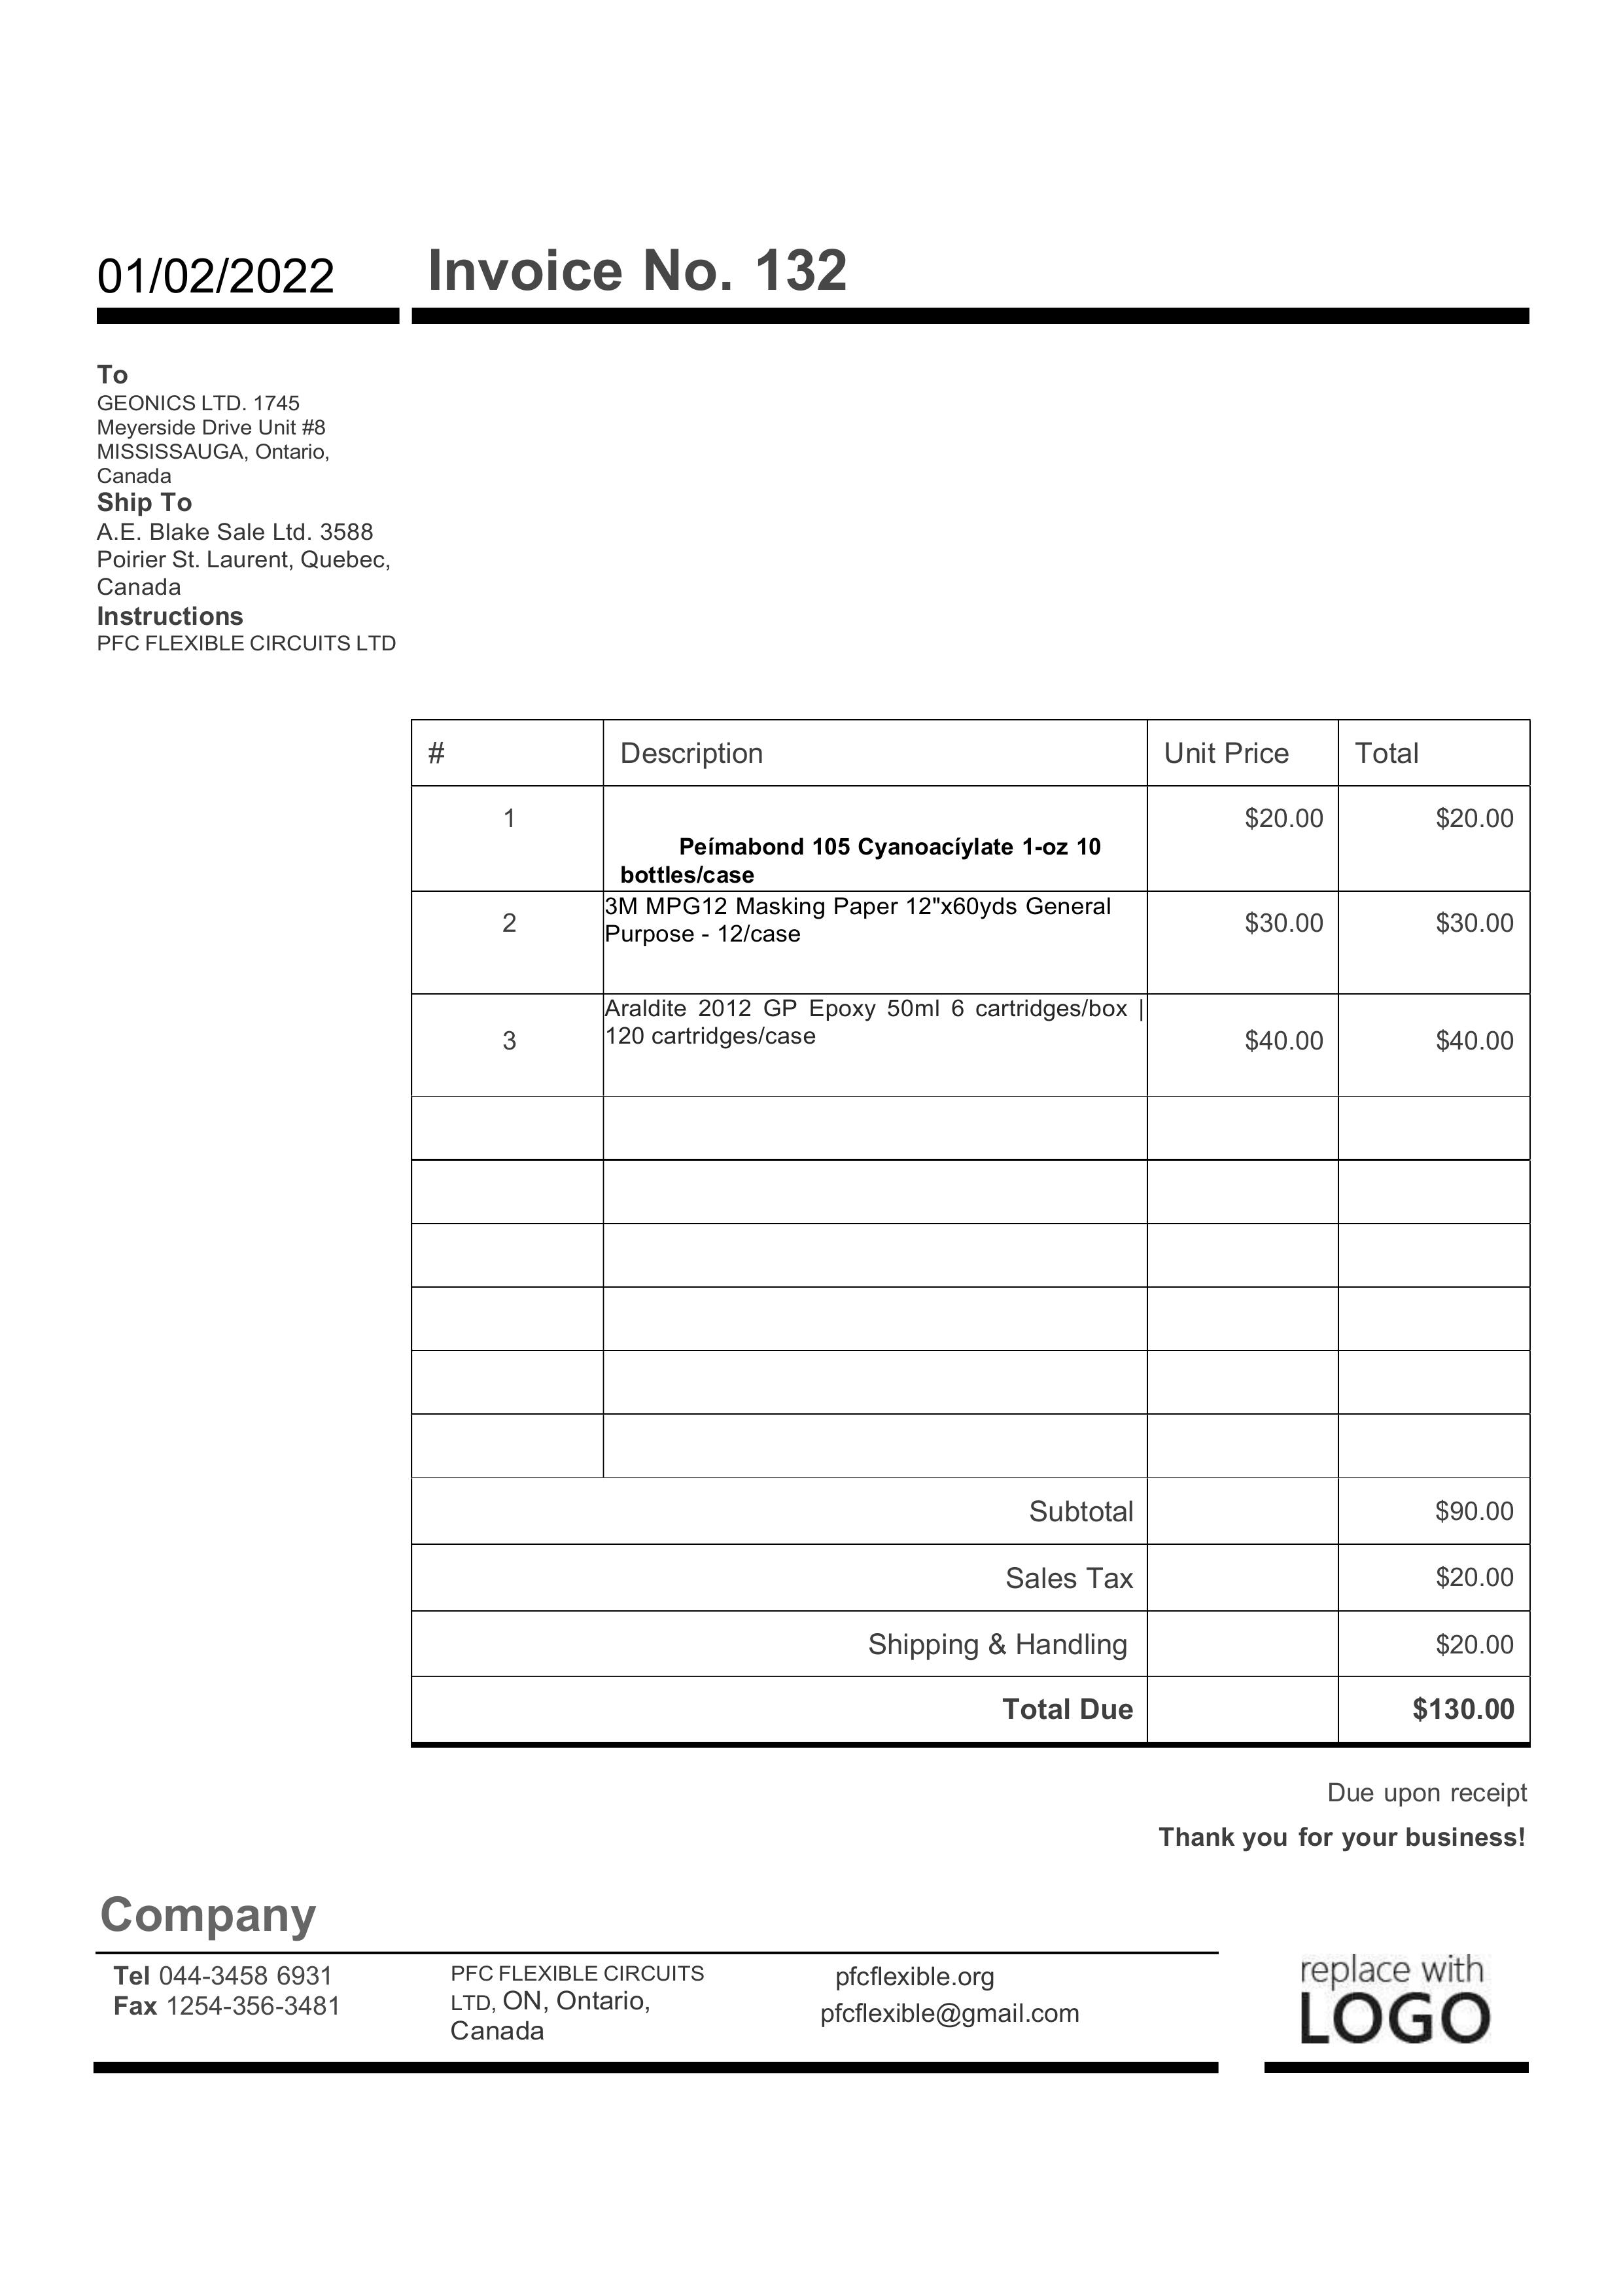 01/02/2022
Invoice No. 132
To
GEONICS LTD. 1745
Meyerside Drive Unit #8
MISSISSAUGA, Ontario,
Canada
Ship To
A.E. Blake Sale Ltd. 3588
Poirier St. Laurent, Quebec,
Canada
Instructions
PFC FLEXIBLE CIRCUITS LTD
# Description Unit Price Total
1 Peímabond 105 Cyanoacíylate 1-oz 10 $20.00 $20.00
bottles/case
2 3M MPG12 Masking Paper 12"x60yds General $30.00 $30.00
Purpose - 12/case
3 Araldite 2012 GP Epoxy 50ml 6 cartridges/box | $40.00 $40.00
120 cartridges/case
Subtotal $90.00
Sales Tax $20.00
Shipping & Handling $20.00
Total Due $130.00
Due upon receipt
Thank you for your business!
Company
Tel 044-3458 6931
Fax 1254-356-3481
PFC FLEXIBLE CIRCUITS
LTD, ON, Ontario,
Canada
pfcflexible.org
pfcflexible@gmail.com
replace with
LOGO